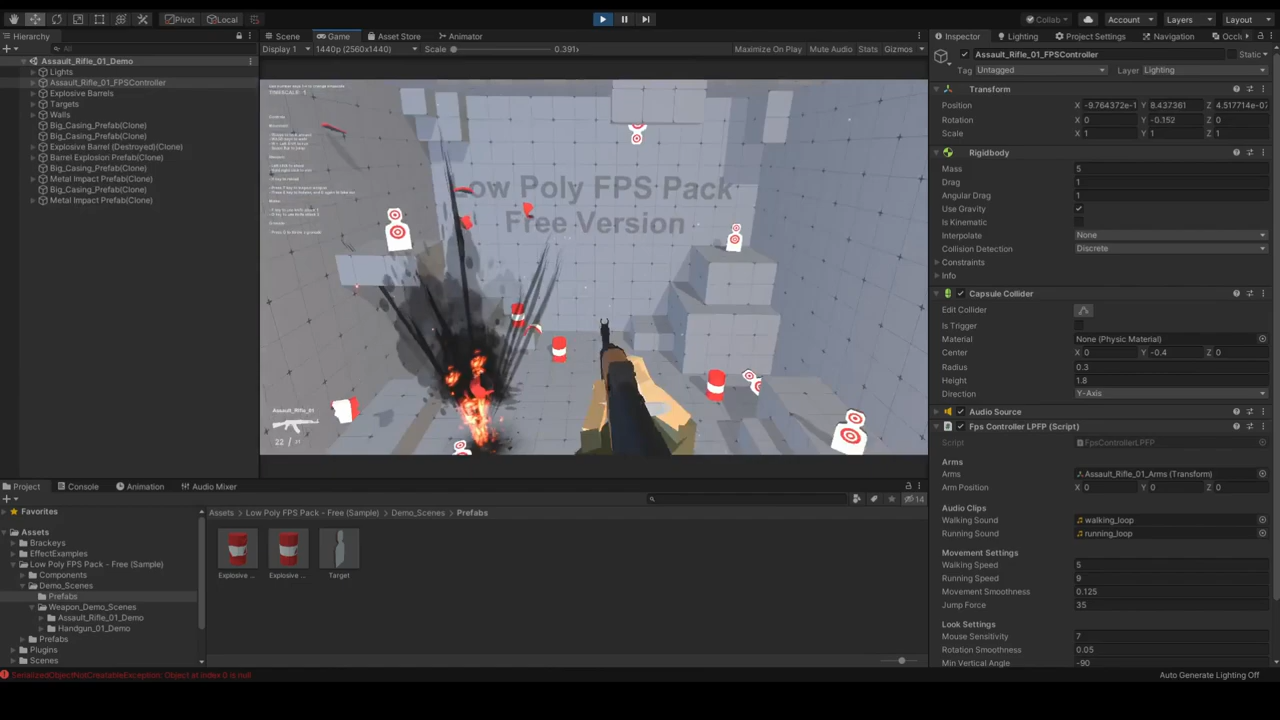 Pivot Local Collab Account Layers Layout
Hierarchy Scene Game Asset Store Animator Inspector Lighting Project Settings Navigation Occlu
All Display 1 1440p (2560x1440) Scale 0.391x Maximize On Play Mute Audio Stats Gizmos
Assault_Rifle_01_Demo
Lights
Assault_Rifle_01_FPSController
Explosive Barrels
Targets
Walls
Big_Casing_Prefab(Clone)
Big_Casing_Prefab(Clone)
Explosive Barrel (Destroyed)(Clone)
Barrel Explosion Prefab(Clone)
Big_Casing_Prefab(Clone)
Metal Impact Prefab(Clone)
Big_Casing_Prefab(Clone)
Metal Impact Prefab(Clone)
Low Poly FPS Pack
Free Version
Assault_Rifle_01
22 / 31
Assault_Rifle_01_FPSController Static
Tag Untagged Layer Lighting
Transform
Position X -9.764372e-1 Y 8.437361 Z 4.517714e-07
Rotation X 0 Y -0.152 Z 0
Scale X 1 Y 1 Z 1
Rigidbody
Mass 5
Drag 1
Angular Drag 1
Use Gravity
Is Kinematic
Interpolate None
Collision Detection Discrete
Constraints
Info
Capsule Collider
Edit Collider
Is Trigger
Material None (Physic Material)
Center X 0 Y -0.4 Z 0
Radius 0.3
Height 1.8
Direction Y-Axis
Audio Source
Fps Controller LPFP (Script)
Script FpsControllerLPFP
Arms
Arms Assault_Rifle_01_Arms (Transform)
Arm Position X 0 Y 0 Z 0
Audio Clips
Walking Sound walking_loop
Running Sound running_loop
Movement Settings
Walking Speed 5
Running Speed 9
Movement Smoothness 0.125
Jump Force 35
Look Settings
Mouse Sensitivity 7
Rotation Smoothness 0.05
Min Vertical Angle -90
Project Console Animation Audio Mixer
14
Favorites
Assets
Brackeys
EffectExamples
Low Poly FPS Pack - Free (Sample)
Components
Demo_Scenes
Prefabs
Weapon_Demo_Scenes
Assault_Rifle_01_Demo
Handgun_01_Demo
Prefabs
Plugins
Scenes
Assets Low Poly FPS Pack - Free (Sample) Demo_Scenes Prefabs
Explosive ... Explosive ... Target
SerializedObjectNotCreatableException: Object at index 0 is null
Auto Generate Lighting Off